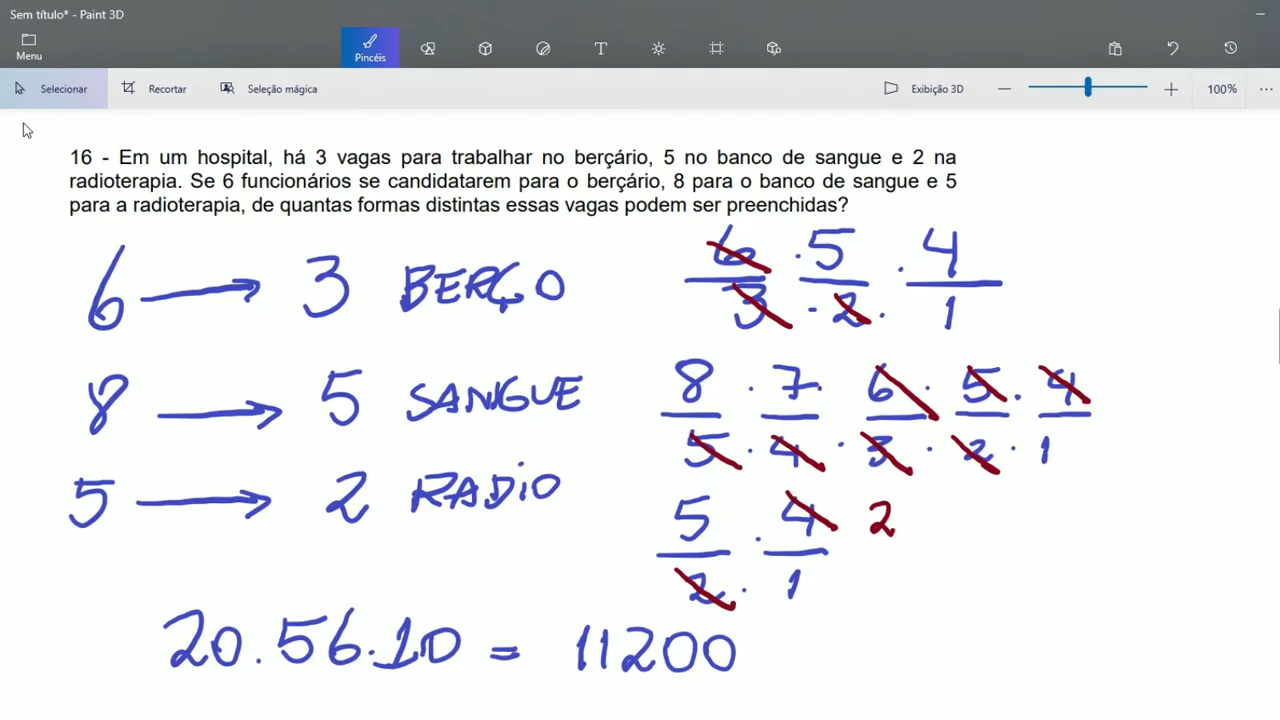 Sem título* - Paint 3D
Menu
Pincéis
Selecionar
Recortar
Seleção mágica
Exibição 3D
100%
16 - Em um hospital, há 3 vagas para trabalhar no berçário, 5 no banco de sangue e 2 na
radioterapia. Se 6 funcionários se candidatarem para o berçário, 8 para o banco de sangue e 5
para a radioterapia, de quantas formas distintas essas vagas podem ser preenchidas?
6 → 3 BERÇO
6 · 5 · 4
3 · 2 · 1
8 → 5 SANGUE
8 · 7 · 6 · 5 · 4
5 · 4 · 3 · 2 · 1
5 → 2 RADIO
5 · 4 2
2 · 1
20.56.10 = 11200